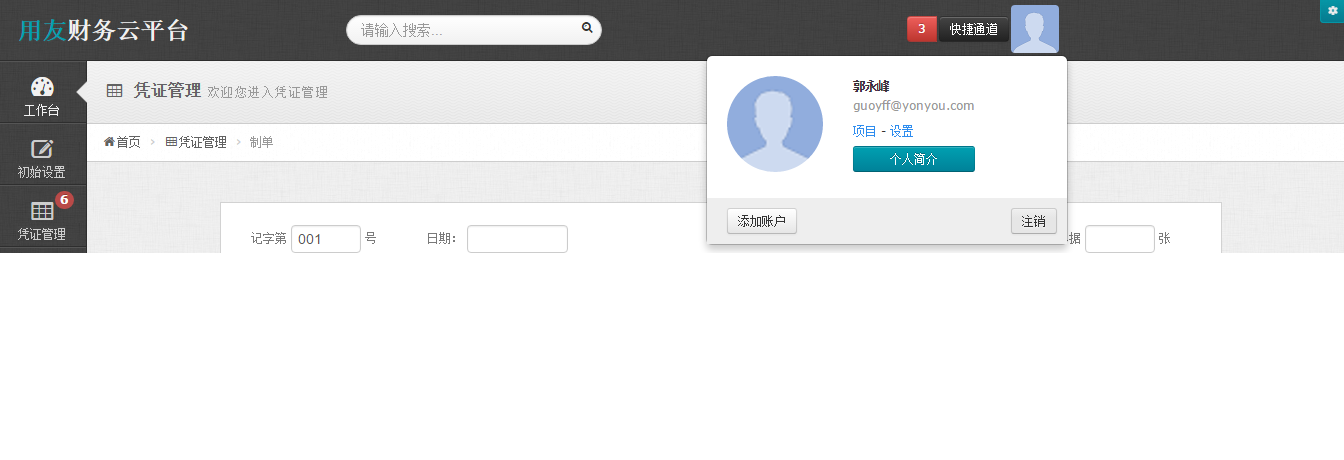 用友财务云平台
请输入搜索...
3 快捷通道
工作台
初始设置
6
凭证管理
凭证管理 欢迎您进入凭证管理
首页 > 凭证管理 > 制单
郭永峰
guoyff@yonyou.com
项目 - 设置
个人简介
添加账户 注销
记字第 001 号 日期: 据 张